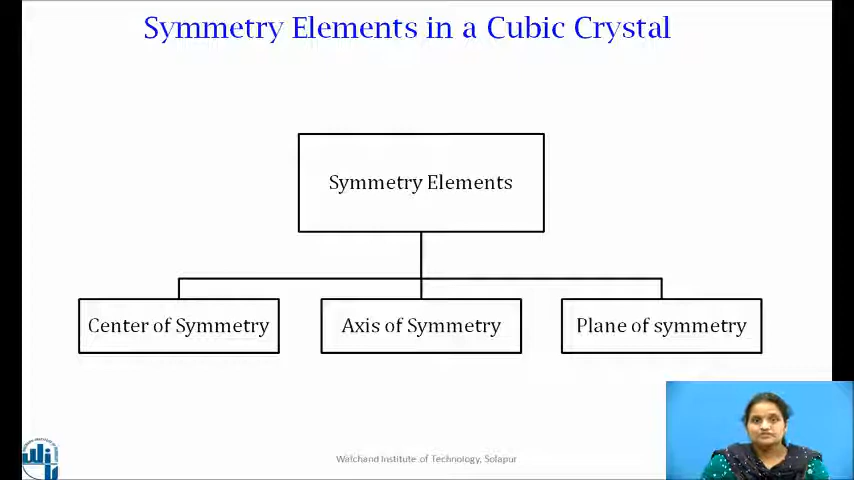 Symmetry Elements in a Cubic Crystal
Symmetry Elements
Center of Symmetry
Axis of Symmetry
Plane of symmetry
Walchand Institute of Technology, Solapur